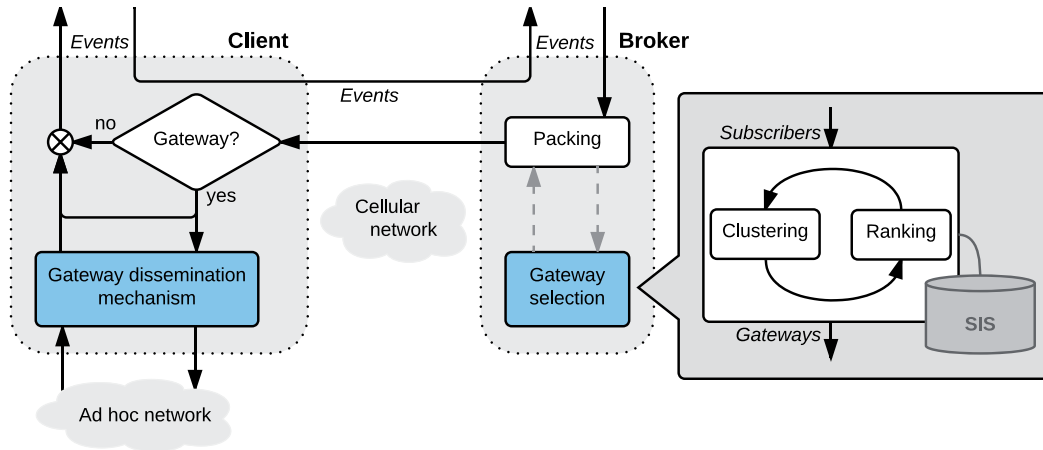 Events
Client
Events
Broker
Events
no
Gateway?
yes
Packing
Cellular
network
Gateway dissemination
mechanism
Gateway
selection
Ad hoc network
Subscribers
Clustering
Ranking
SIS
Gateways